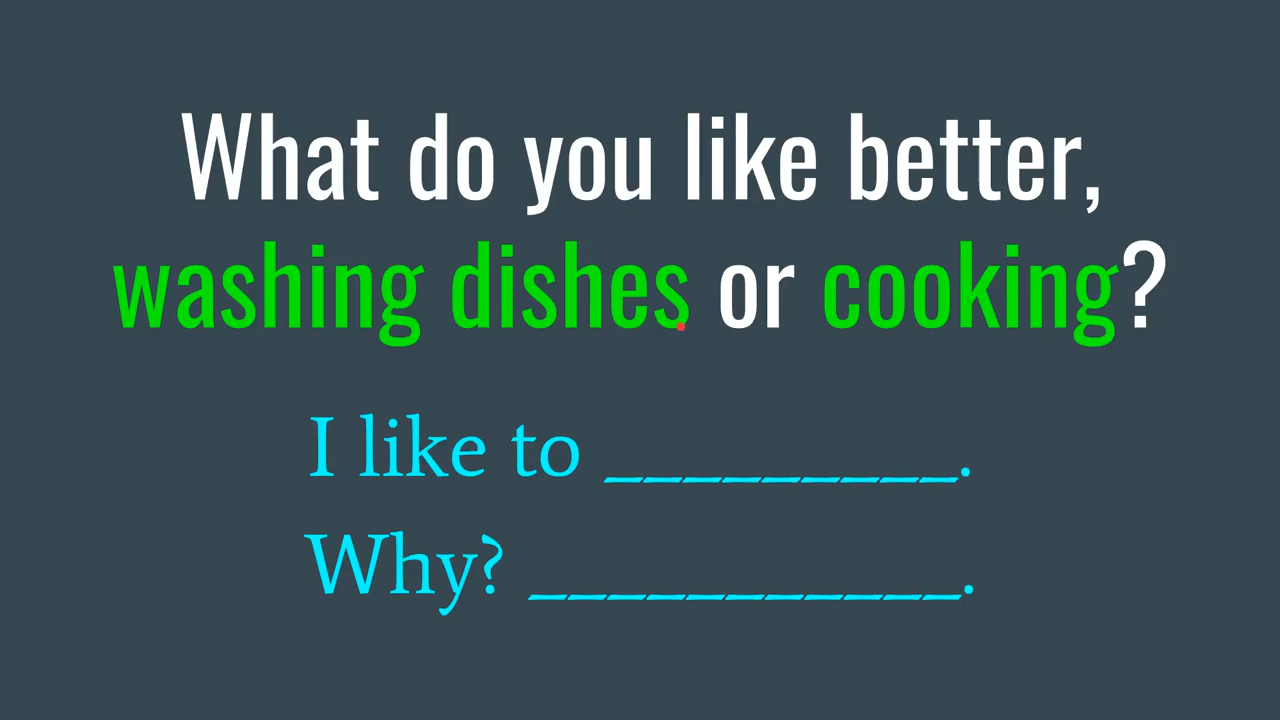 What do you like better,
washing dishes or cooking?
I like to _________.
Why? ___________.